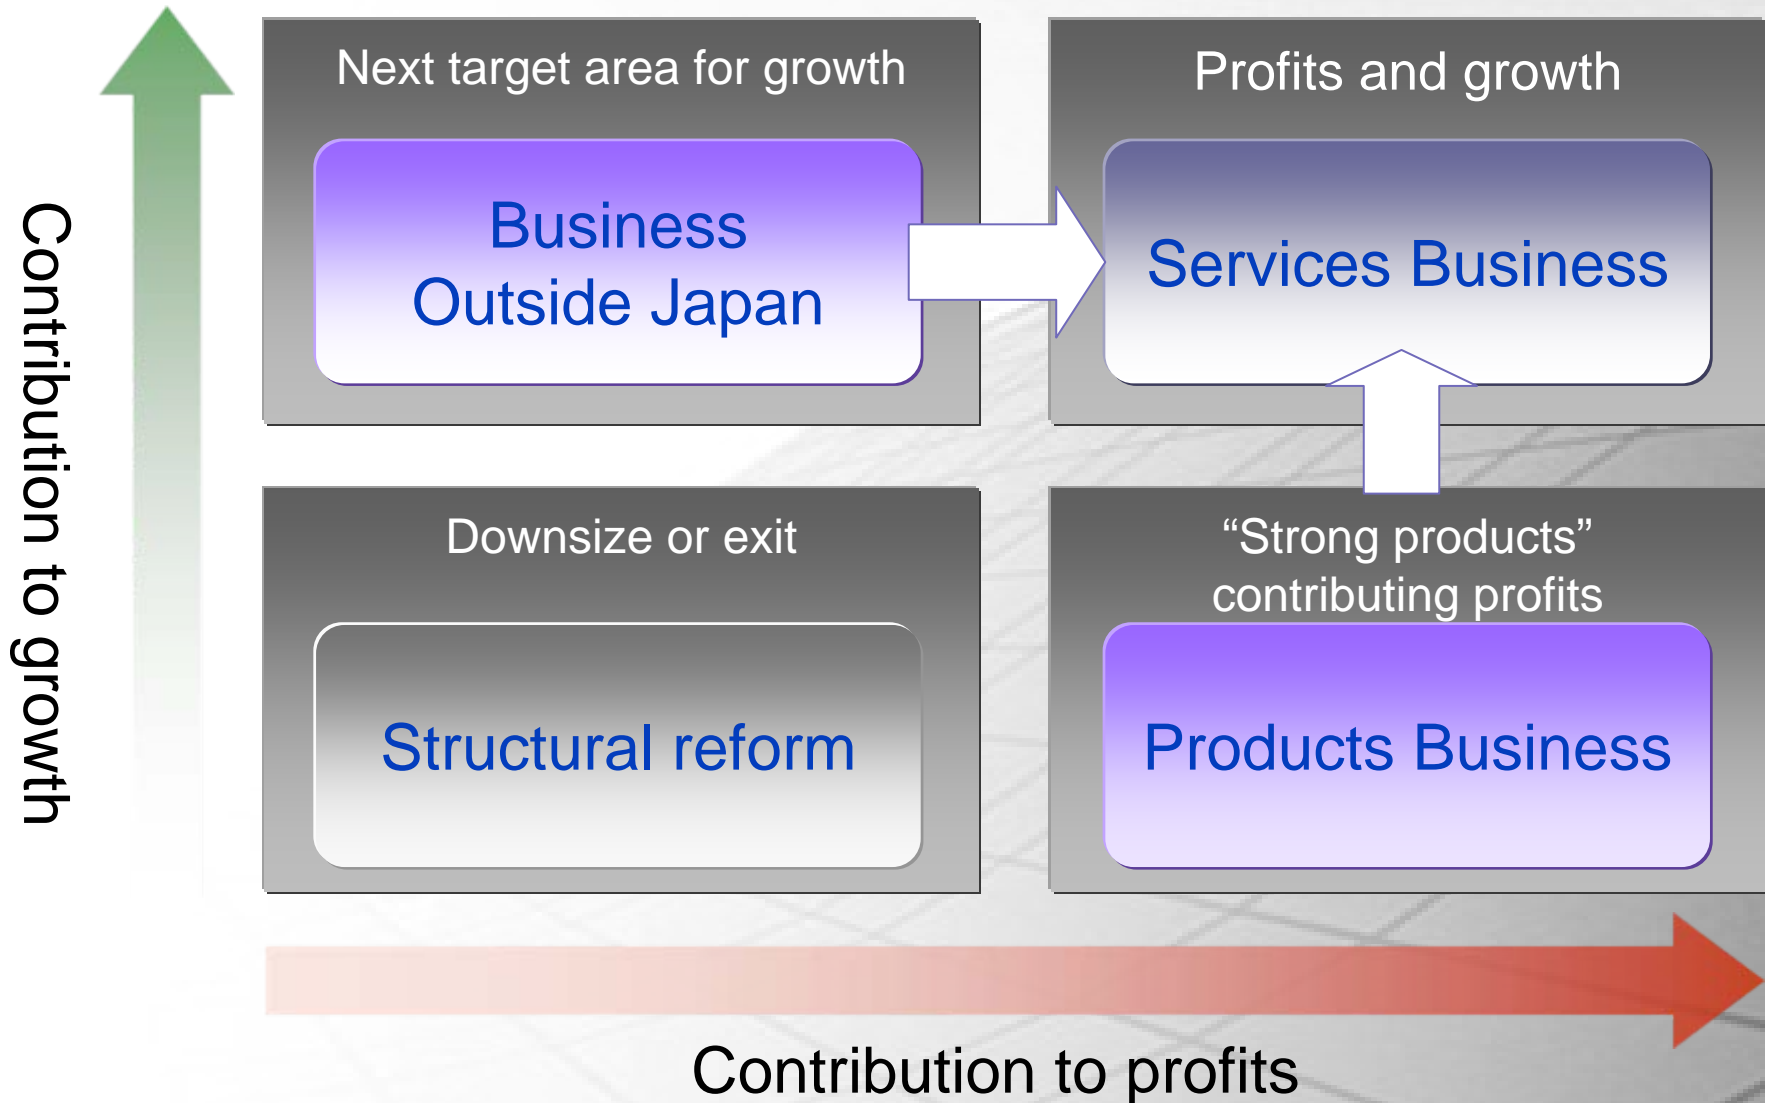 Contribution to growth
Next target area for growth
Business
Outside Japan
Profits and growth
Services Business
Downsize or exit
Structural reform
“Strong products”
contributing profits
Products Business
Contribution to profits